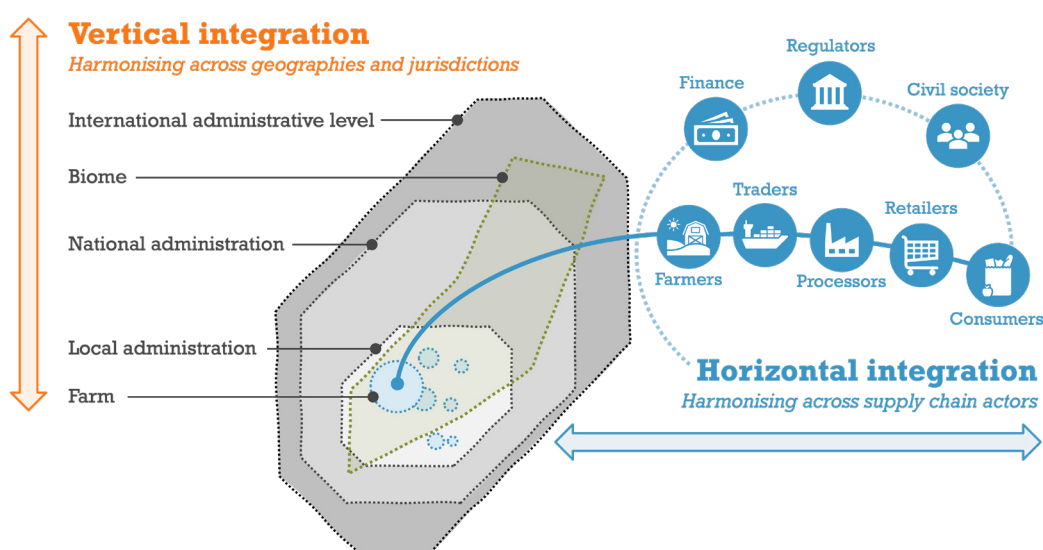 Vertical integration
Harmonising across geographies and jurisdictions
International administrative level
Biome
National administration
Local administration
Farm
Regulators
Finance
Civil society
Traders
Retailers
Farmers
Processors
Consumers
Horizontal integration
Harmonising across supply chain actors